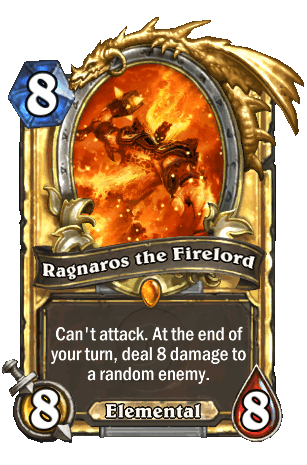 8
Ragnaros the Firelord
Can't attack. At the end of
your turn, deal 8 damage to
a random enemy.
8
Elemental
8